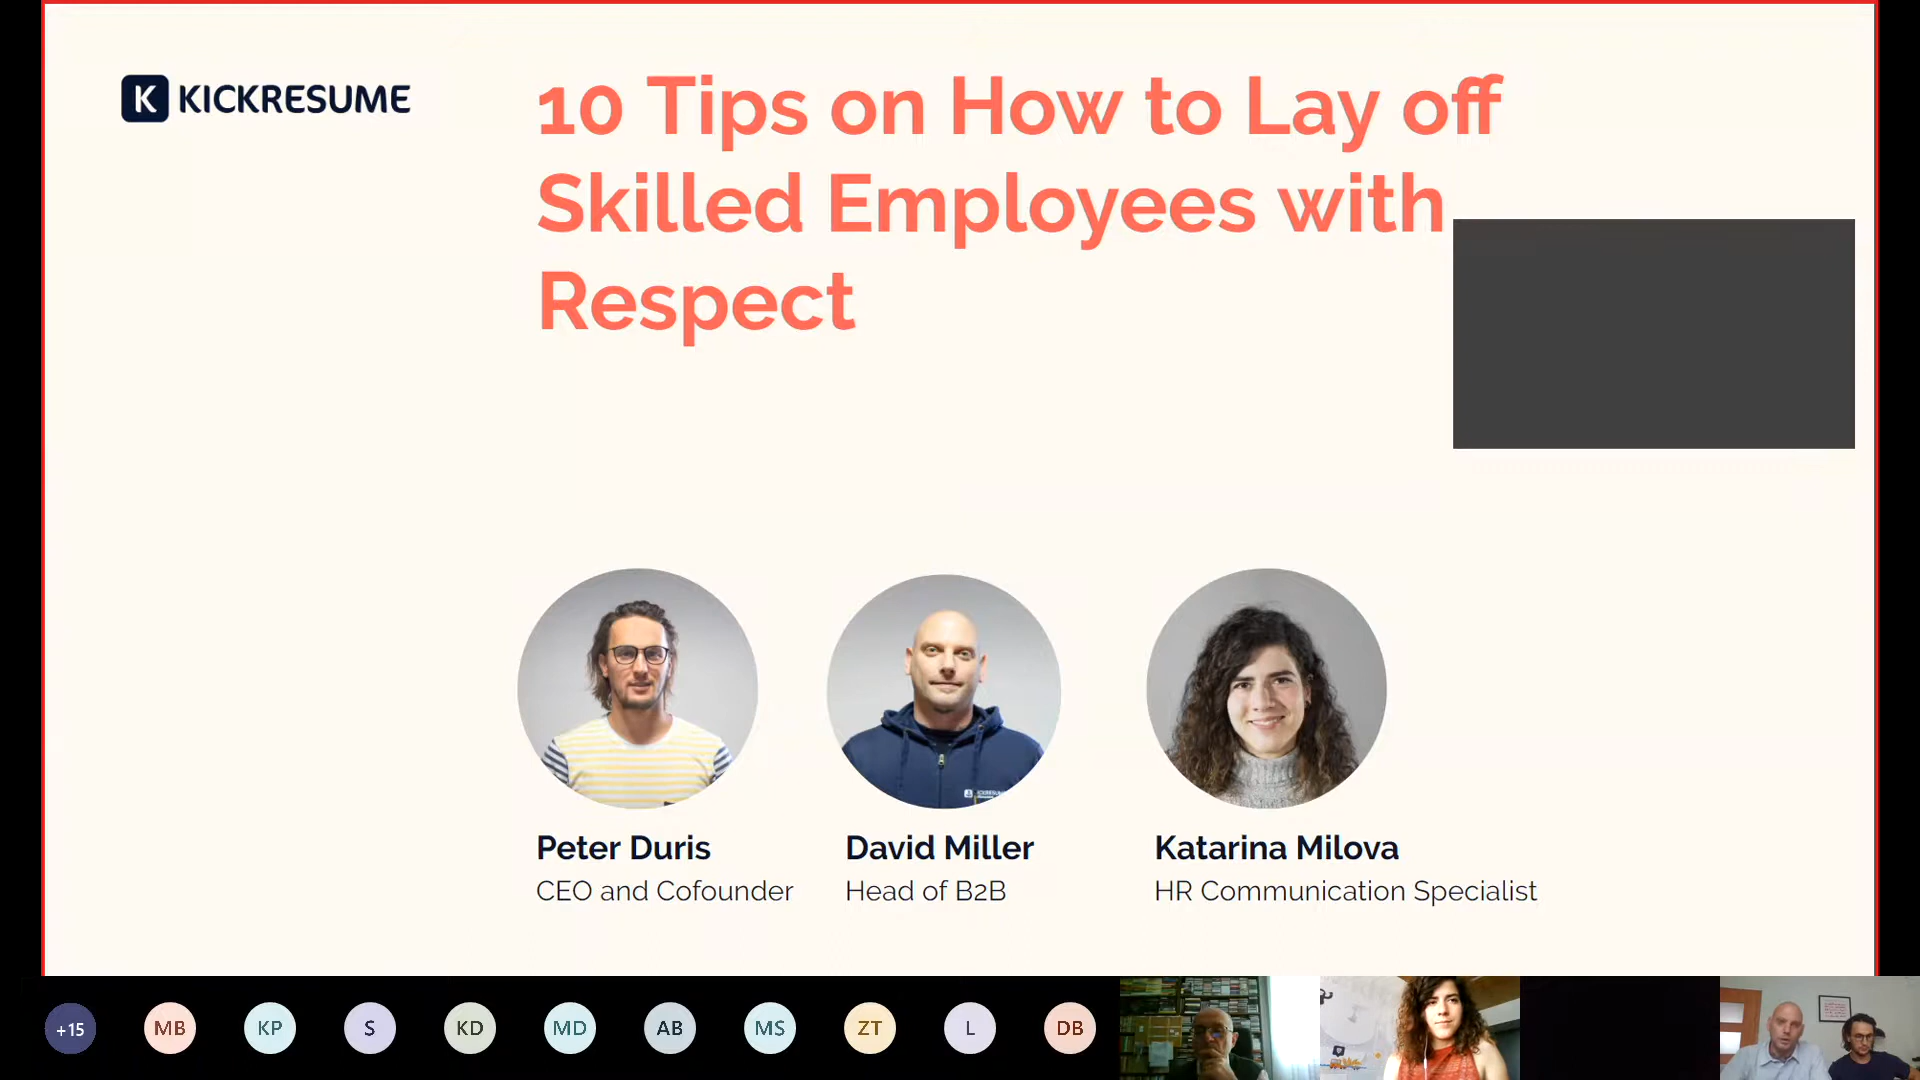 K KICKRESUME
10 Tips on How to Lay off
Skilled Employees with
Respect
Peter Duris
CEO and Cofounder
David Miller
Head of B2B
Katarina Milova
HR Communication Specialist
+15
MB
KP
S
KD
MD
AB
MS
ZT
L
DB